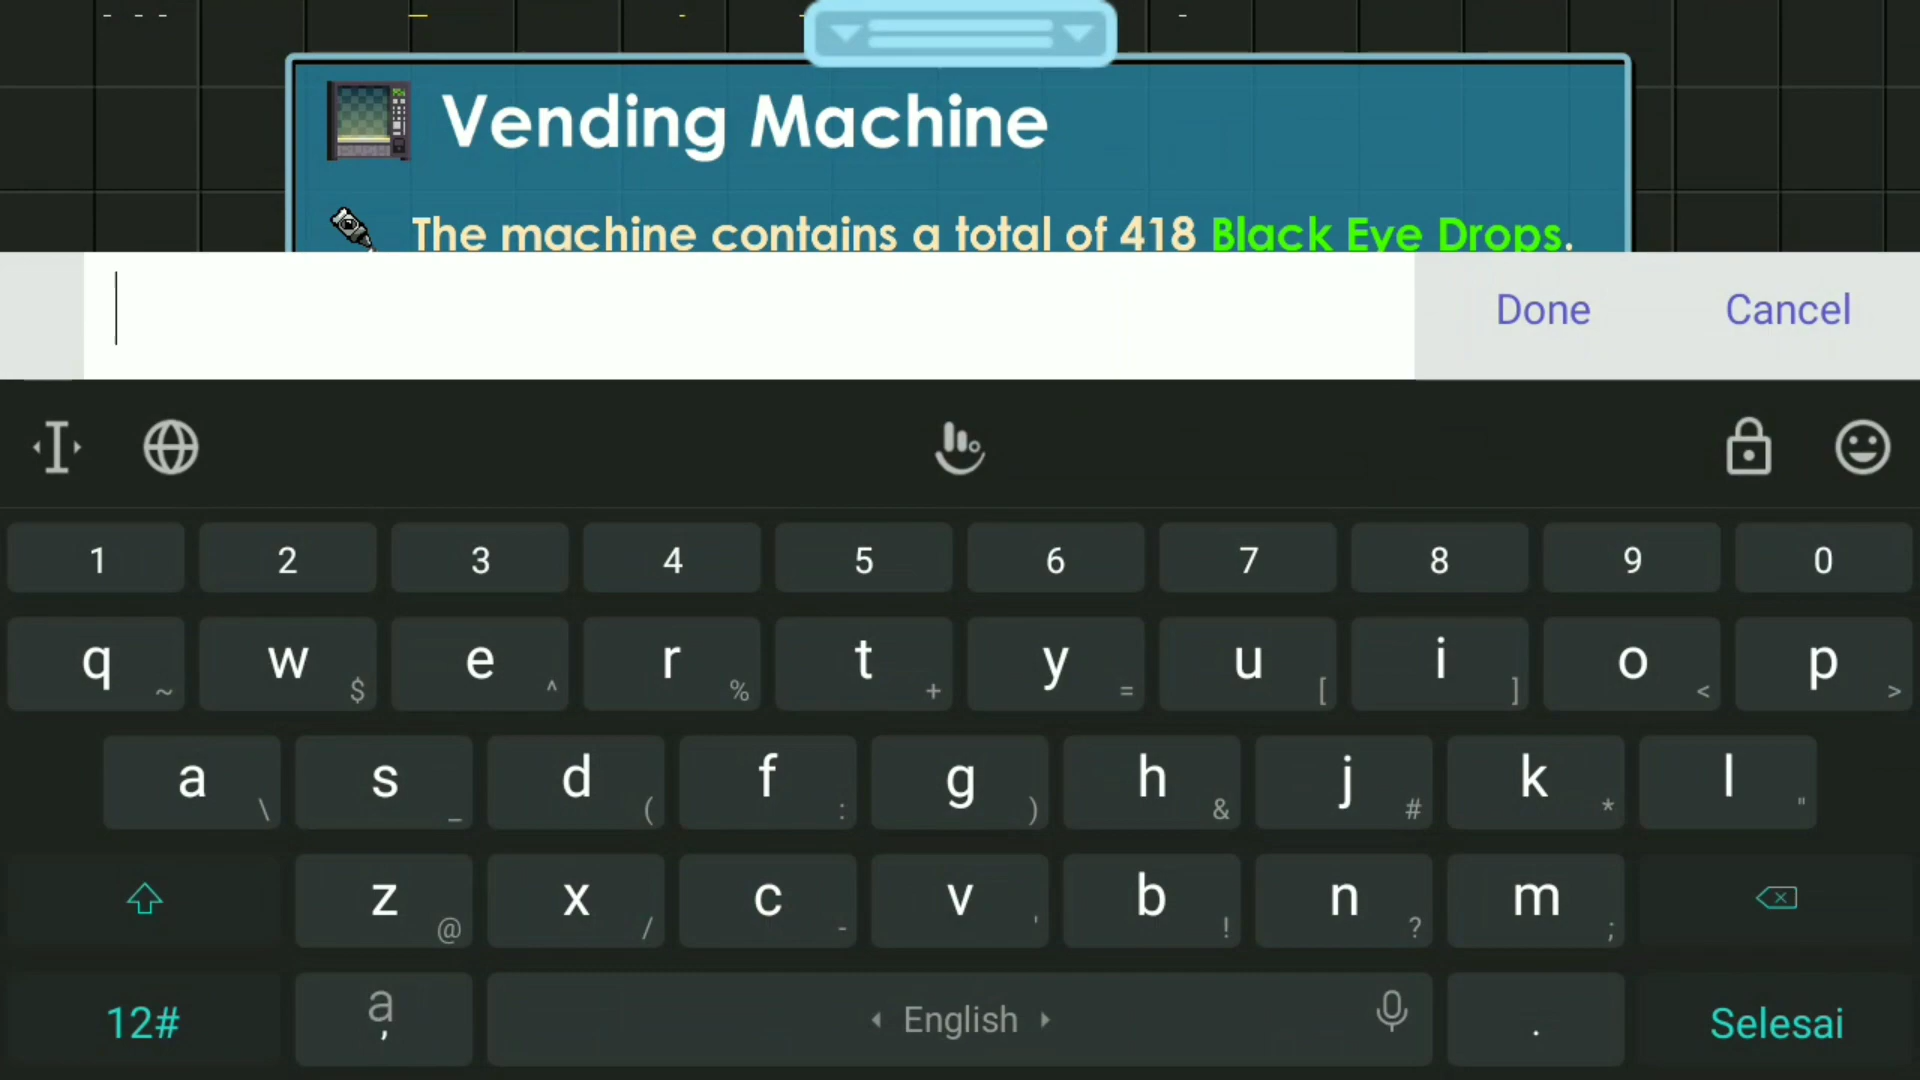 Vending Machine
The machine contains a total of 418 Black Eye Drops.
Done Cancel
1 2 3 4 5 6 7 8 9 0
q ~ w $ e ^ r % t + y = u [ i ] o < p >
a \ s _ d ( f : g ) h & j # k * l "
z @ x / c - v ' b ! n ? m ;
12# a , English . Selesai